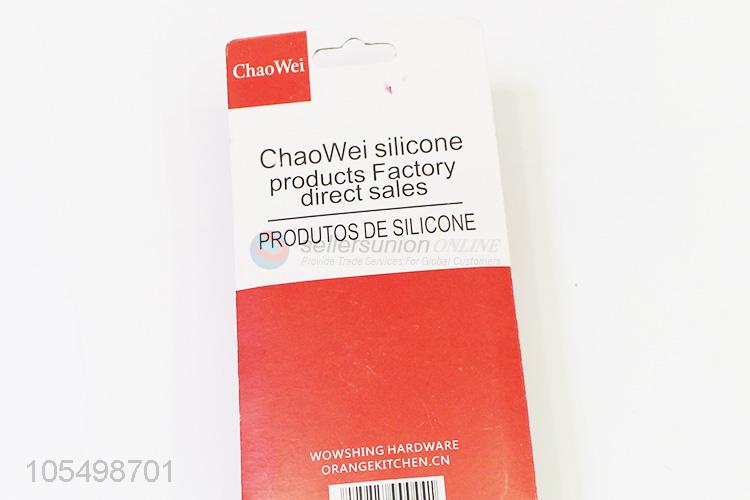 ChaoWei
ChaoWei silicone
products Factory
direct sales
PRODUTOS DE SILICONE
sellersunion ONLINE
Provide Trade Services For Global Customers
WOWSHING HARDWARE
ORANGEKITCHEN.CN
105498701